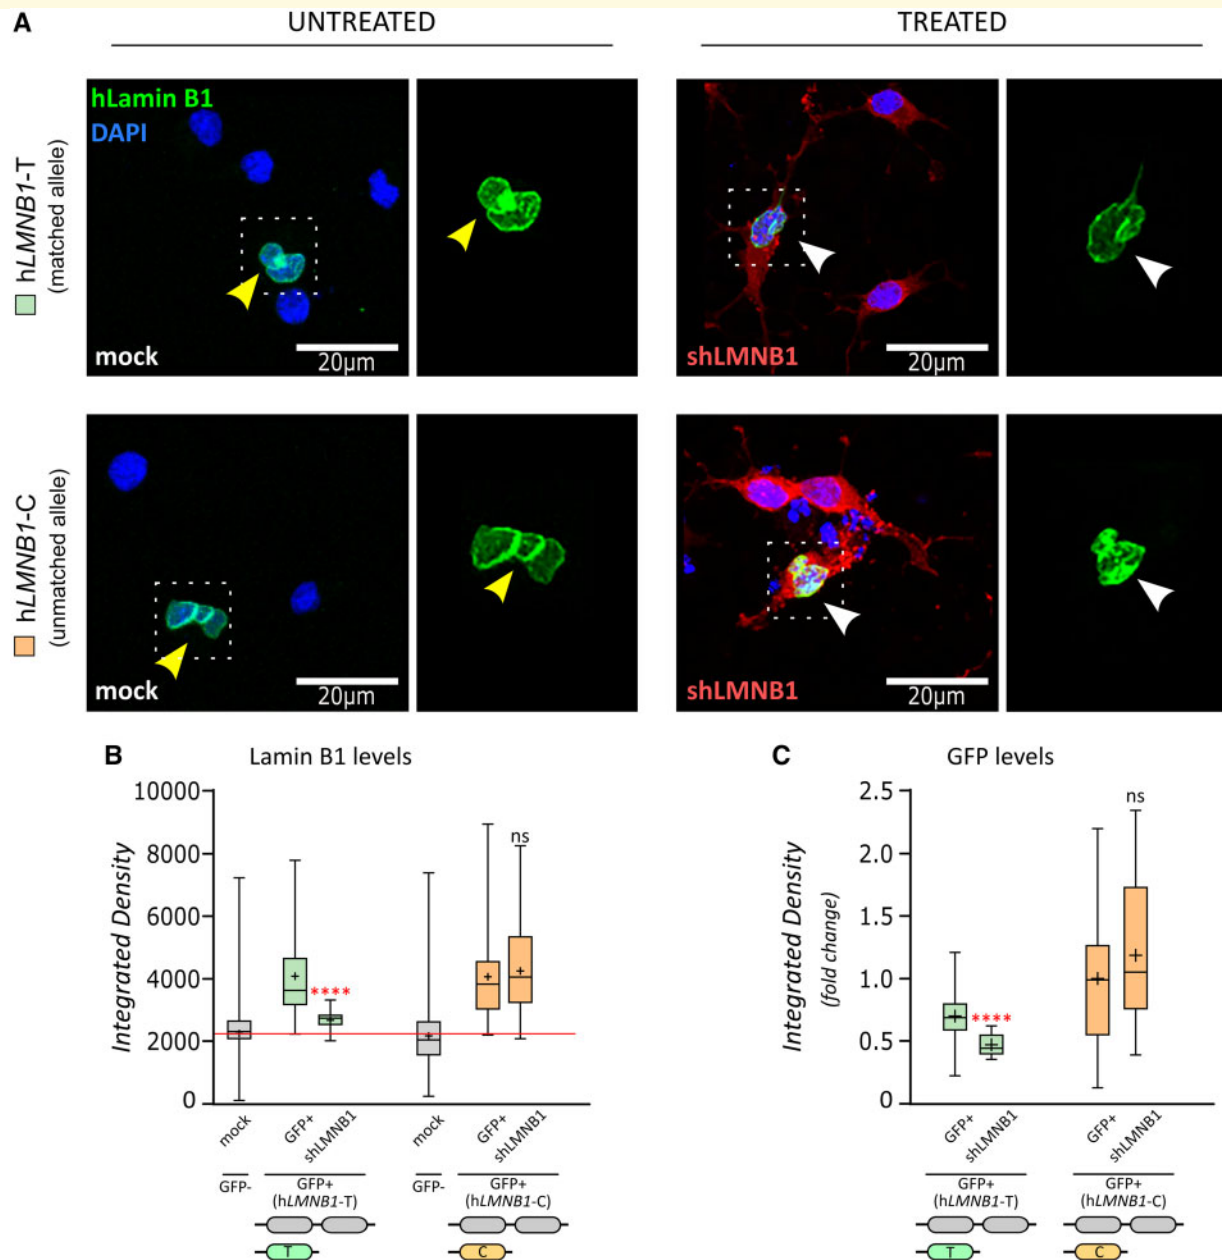 A
UNTREATED
TREATED
hLMNB1-T
(matched allele)
hLamin B1
DAPI
mock
20µm
shLMNB1
20µm
hLMNB1-C
(unmatched allele)
mock
20µm
shLMNB1
20µm
B
Lamin B1 levels
Integrated Density
10000
8000
6000
4000
2000
0
****
ns
mock
GFP+
shLMNB1
mock
GFP+
shLMNB1
GFP-
GFP+
(hLMNB1-T)
GFP-
GFP+
(hLMNB1-C)
T
C
C
GFP levels
Integrated Density
(fold change)
2.5
2.0
1.5
1.0
0.5
0
****
ns
GFP+
shLMNB1
GFP+
shLMNB1
GFP+
(hLMNB1-T)
GFP+
(hLMNB1-C)
T
C